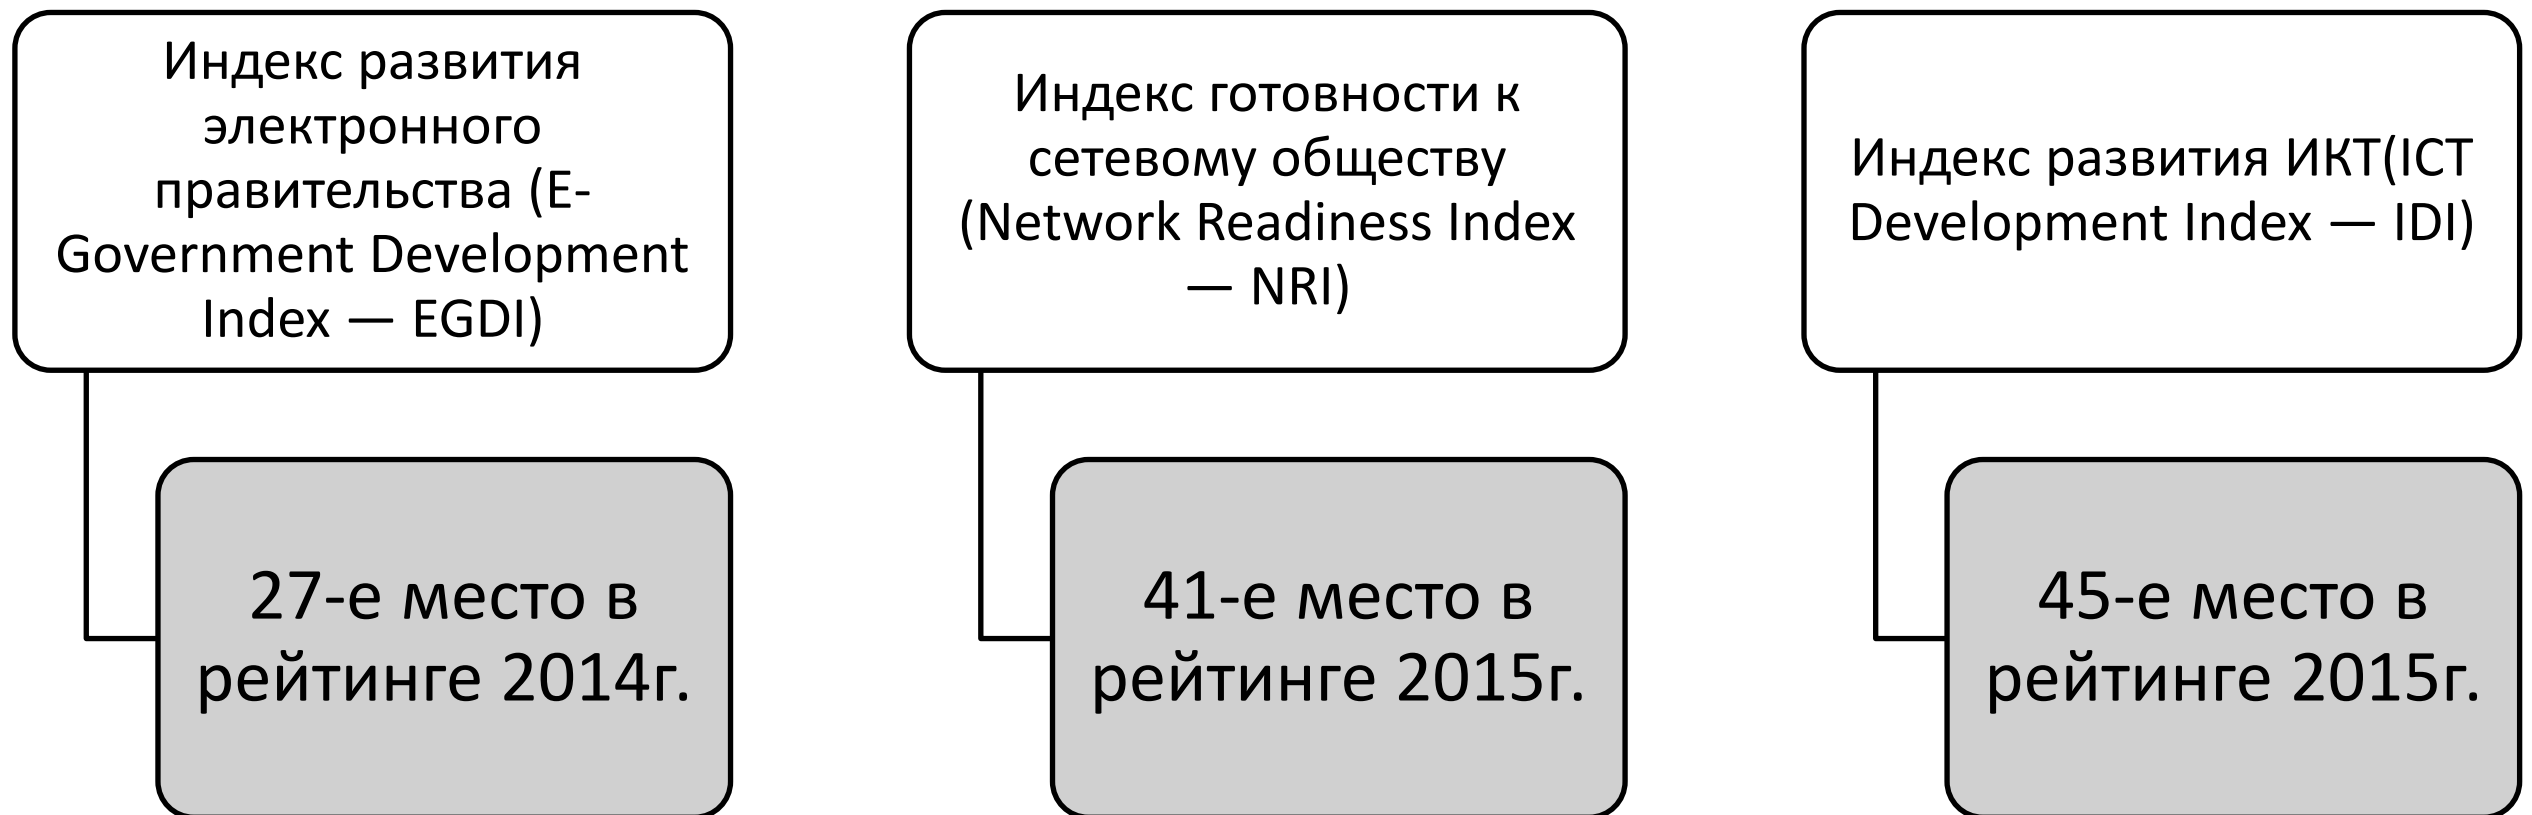 Индекс развития
электронного
правительства (E-
Government Development
Index — EGDI)
27-е место в
рейтинге 2014г.
Индекс готовности к
сетевому обществу
(Network Readiness Index
— NRI)
41-е место в
рейтинге 2015г.
Индекс развития ИКТ(ICT
Development Index — IDI)
45-е место в
рейтинге 2015г.